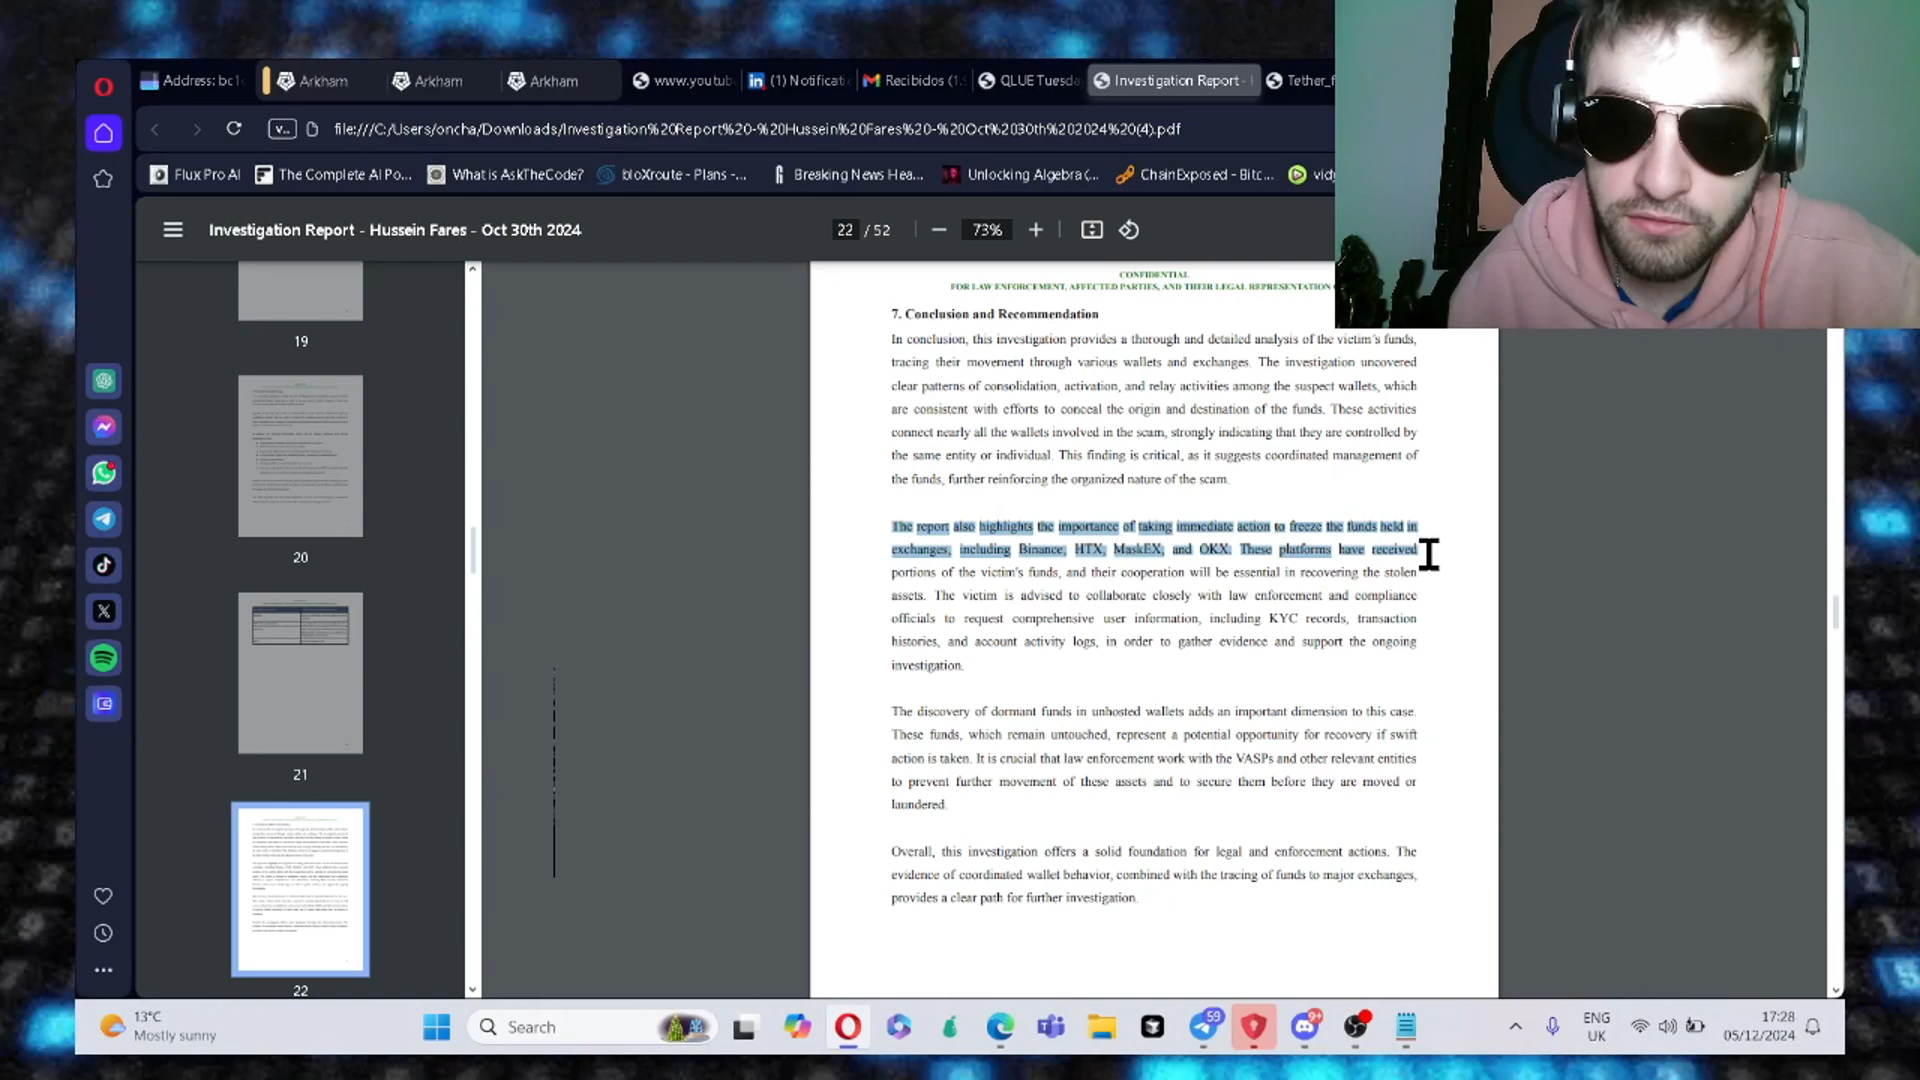 Address: bc1
Arkham
Arkham
Arkham
www.youtub
(1) Notificati
Recibidos (1.
QLUE Tuesda
Investigation Report -
Tether_f
file:///C:/Users/oncha/Downloads/Investigation%20Report%20-%20Hussein%20Fares%20-%20Oct%2030th%202024%20(4).pdf
Flux Pro AI
The Complete AI Po...
What is AskTheCode?
bloXroute - Plans -...
Breaking News Hea...
Unlocking Algebra (...
ChainExposed - Bitc...
Investigation Report - Hussein Fares - Oct 30th 2024
22 / 52
73%
CONFIDENTIAL
FOR LAW ENFORCEMENT, AFFECTED PARTIES, AND THEIR LEGAL REPRESENTATION
7. Conclusion and Recommendation
In conclusion, this investigation provides a thorough and detailed analysis of the victim's funds,
tracing their movement through various wallets and exchanges. The investigation uncovered
clear patterns of consolidation, activation, and relay activities among the suspect wallets, which
are consistent with efforts to conceal the origin and destination of the funds. These activities
connect nearly all the wallets involved in the scam, strongly indicating that they are controlled by
the same entity or individual. This finding is critical, as it suggests coordinated management of
the funds, further reinforcing the organized nature of the scam.
The report also highlights the importance of taking immediate action to freeze the funds held in
exchanges, including Binance, HTX, MaskEX, and OKX. These platforms have received
portions of the victim's funds, and their cooperation will be essential in recovering the stolen
assets. The victim is advised to collaborate closely with law enforcement and compliance
officials to request comprehensive user information, including KYC records, transaction
histories, and account activity logs, in order to gather evidence and support the ongoing
investigation.
The discovery of dormant funds in unhosted wallets adds an important dimension to this case.
These funds, which remain untouched, represent a potential opportunity for recovery if swift
action is taken. It is crucial that law enforcement work with the VASPs and other relevant entities
to prevent further movement of these assets and to secure them before they are moved or
laundered.
Overall, this investigation offers a solid foundation for legal and enforcement actions. The
evidence of coordinated wallet behavior, combined with the tracing of funds to major exchanges,
provides a clear path for further investigation.
19
20
21
22
13°C
Mostly sunny
Search
59
9+
ENG
UK
17:28
05/12/2024